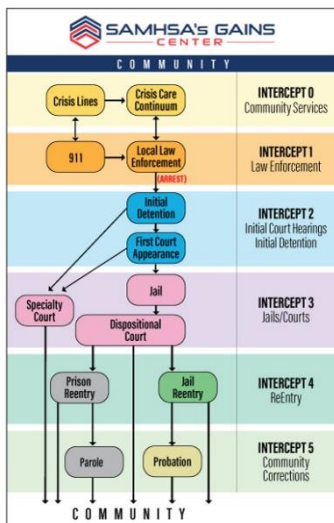 SAMHSA's GAINS
CENTER
COMMUNITY
Crisis Lines
Crisis Care
Continuum
INTERCEPT 0
Community Services
911
Local Law
Enforcement
INTERCEPT 1
Law Enforcement
(ARREST)
Initial
Detention
First Court
Appearance
INTERCEPT 2
Initial Court Hearings
Initial Detention
Specialty
Court
Jail
Dispositional
Court
INTERCEPT 3
Jails/Courts
Prison
Reentry
Jail
Reentry
INTERCEPT 4
ReEntry
Parole
Probation
INTERCEPT 5
Community
Corrections
COMMUNITY